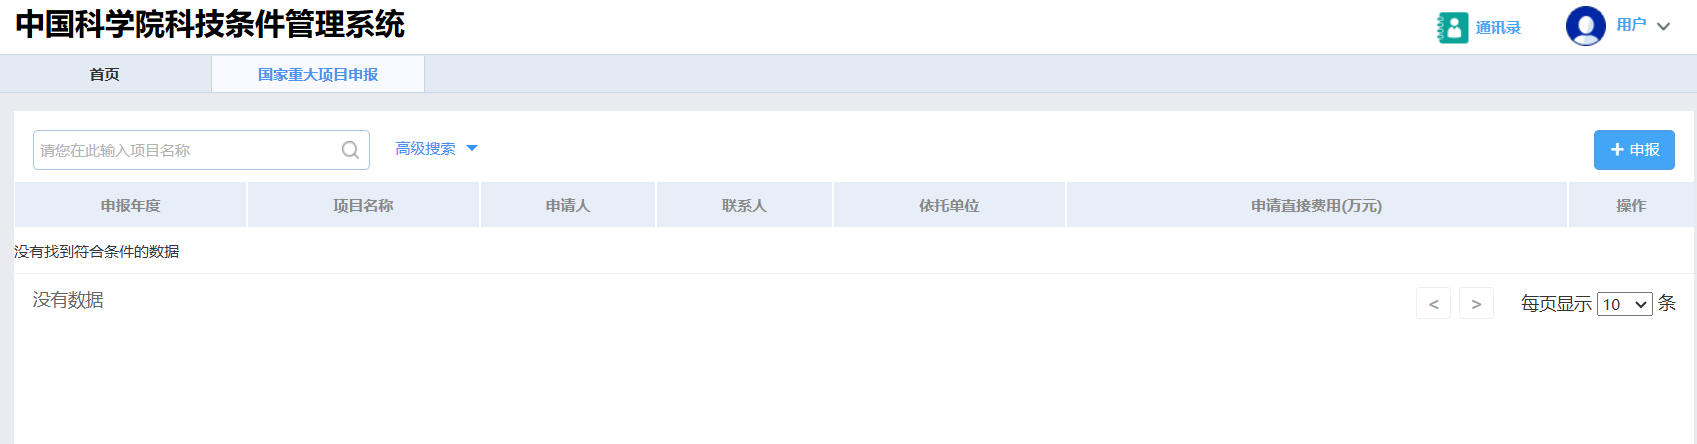 中国科学院科技条件管理系统
通讯录 用户
首页 国家重大项目申报
请您在此输入项目名称 高级搜索 + 申报
申报年度 项目名称 申请人 联系人 依托单位 申请直接费用(万元) 操作
没有找到符合条件的数据
没有数据 < > 每页显示 10 条